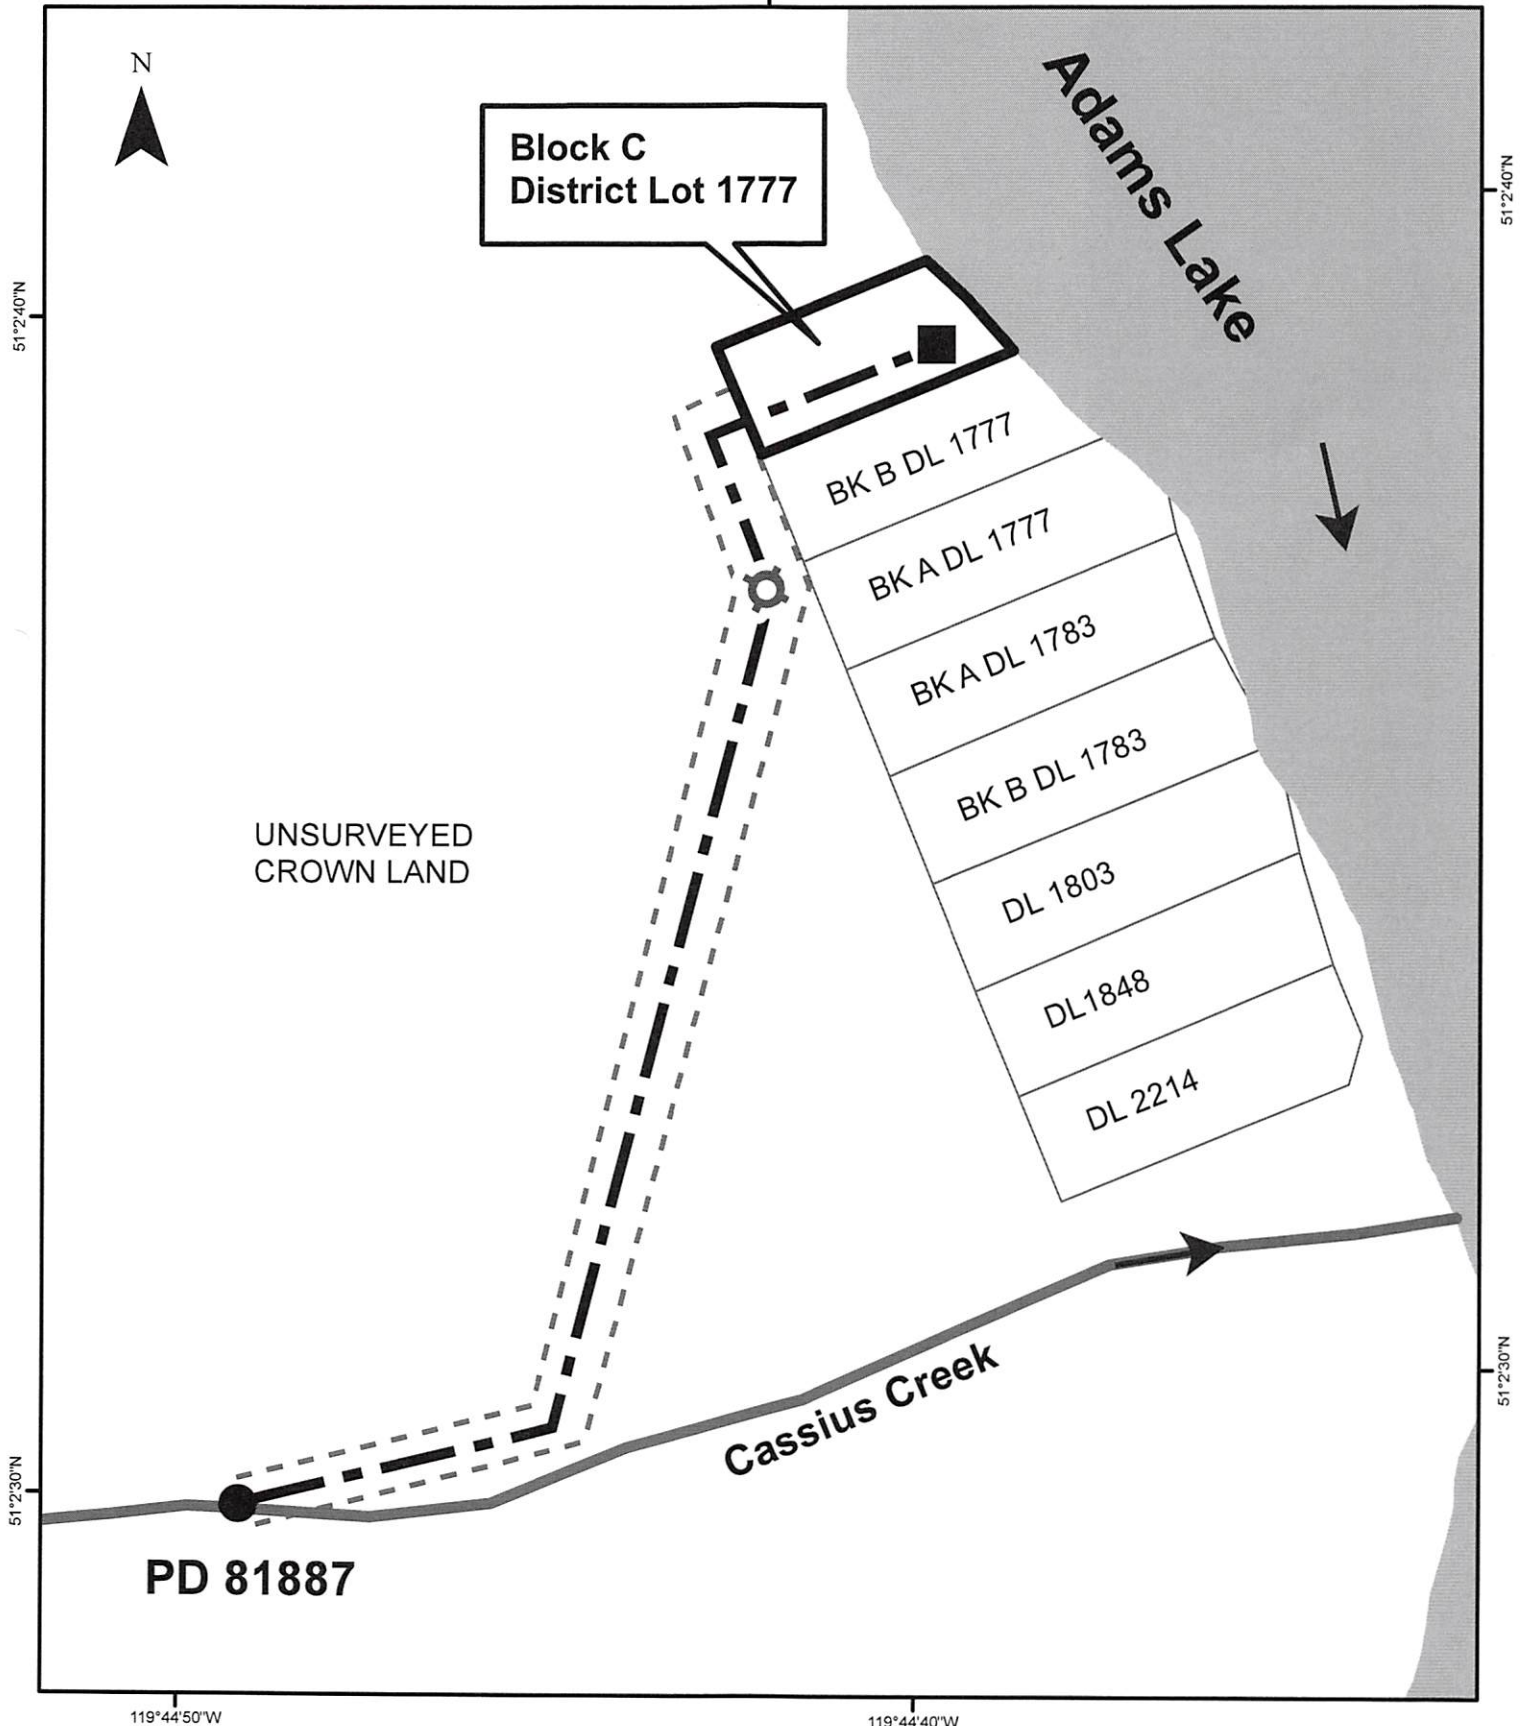 N
Adams Lake
Block C
District Lot 1777
51°2'40"N
51°2'40"N
BK B DL 1777
BK A DL 1777
BK A DL 1783
BK B DL 1783
UNSURVEYED
CROWN LAND
DL 1803
DL1848
DL 2214
Cassius Creek
51°2'30"N
51°2'30"N
PD 81887
119°44'50"W
119°44'40"W